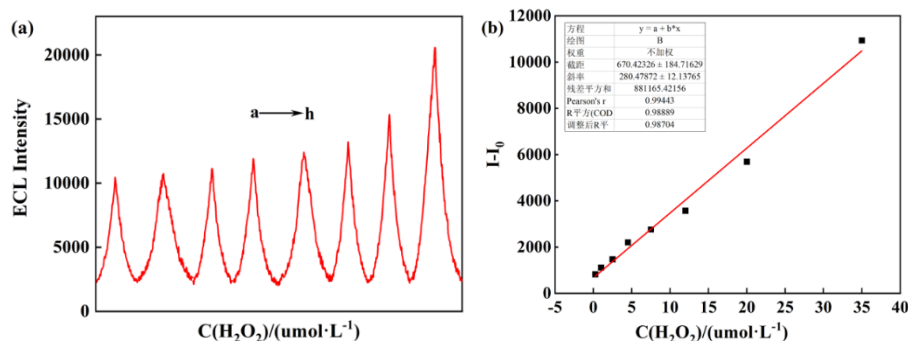 (a)
20000
15000
10000
5000
0
ECL Intensity
a→h
C(H₂O₂)/(umol·L⁻¹)
(b)
12000
10000
8000
6000
4000
2000
0
I-I₀
方程 y = a + b*x
绘图 B
权重 不加权
截距 670.42326 ± 184.71629
斜率 280.47872 ± 12.13765
残差平方和 881165.42156
Pearson's r 0.99443
R平方(COD 0.98889
调整后R平 0.98704
-5 0 5 10 15 20 25 30 35 40
C(H₂O₂)/(umol·L⁻¹)